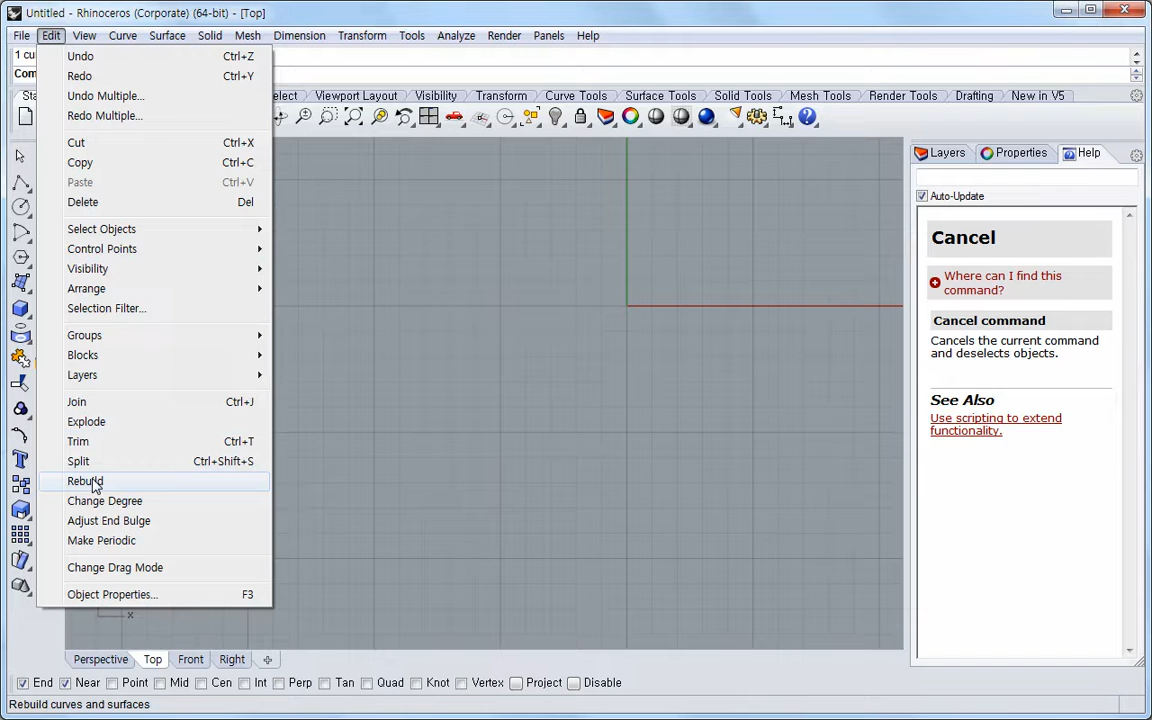 Untitled - Rhinoceros (Corporate) (64-bit) - [Top]
File Edit View Curve Surface Solid Mesh Dimension Transform Tools Analyze Render Panels Help
1 cu
Com
Sta
lect Viewport Layout Visibility Transform Curve Tools Surface Tools Solid Tools Mesh Tools Render Tools Drafting New in V5
Undo Ctrl+Z
Redo Ctrl+Y
Undo Multiple...
Redo Multiple...
Cut Ctrl+X
Copy Ctrl+C
Paste Ctrl+V
Delete Del
Select Objects
Control Points
Visibility
Arrange
Selection Filter...
Groups
Blocks
Layers
Join Ctrl+J
Explode
Trim Ctrl+T
Split Ctrl+Shift+S
Rebuild
Change Degree
Adjust End Bulge
Make Periodic
Change Drag Mode
Object Properties... F3
x
Layers Properties Help
Auto-Update
Cancel
Where can I find this
command?
Cancel command
Cancels the current command
and deselects objects.
See Also
Use scripting to extend
functionality.
Perspective Top Front Right
End Near Point Mid Cen Int Perp Tan Quad Knot Vertex Project Disable
Rebuild curves and surfaces